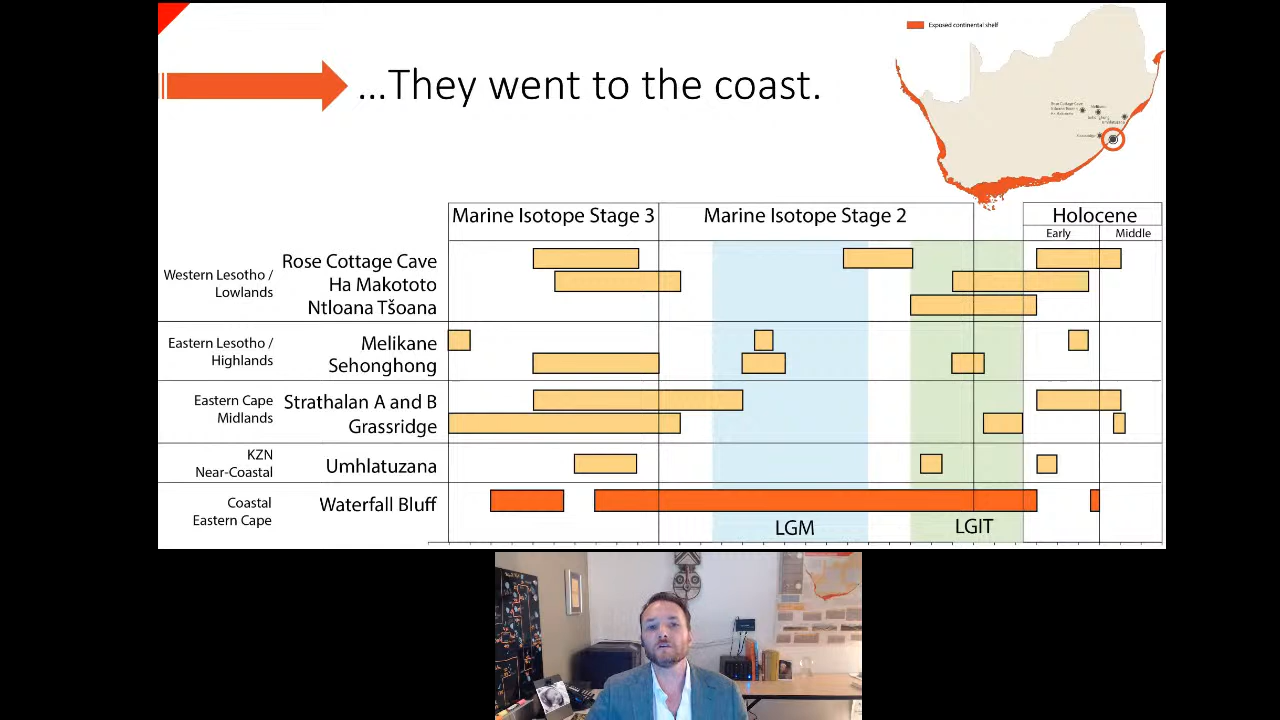 Exposed continental shelf
...They went to the coast.
Marine Isotope Stage 3
Marine Isotope Stage 2
Holocene
Early
Middle
Western Lesotho /
Lowlands
Rose Cottage Cave
Ha Makototo
Ntloana Tšoana
Eastern Lesotho /
Highlands
Melikane
Sehonghong
Eastern Cape
Midlands
Strathalan A and B
Grassridge
KZN
Near-Coastal
Umhlatuzana
Coastal
Eastern Cape
Waterfall Bluff
LGM
LGIT